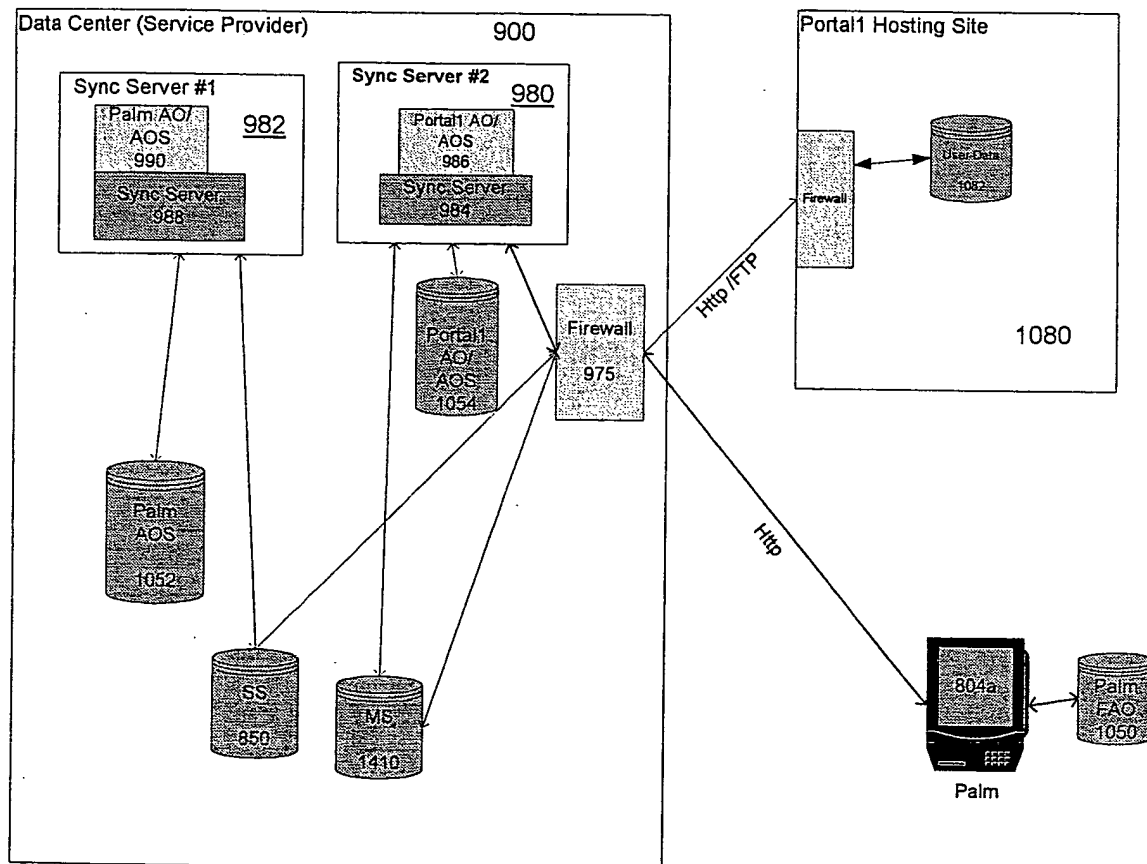 Data Center (Service Provider)
900
Sync Server #1
982
Palm AO/
AOS
990
Sync Server
988
Sync Server #2
980
Portal1 AO/
AOS
986
Sync Server
984
Portal1
AO/
AOS
1054
Firewall
975
Palm
AOS
1052
SS
850
MS
1410
Http /FTP
Http
Portal1 Hosting Site
Firewall
User Data
1082
1080
804a
Palm
Palm
FAO
1050